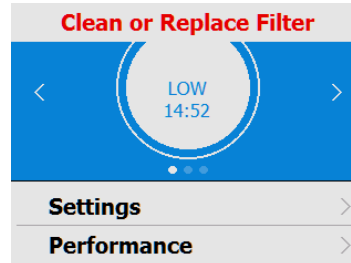 Clean or Replace Filter
LOW
14:52
Settings
Performance